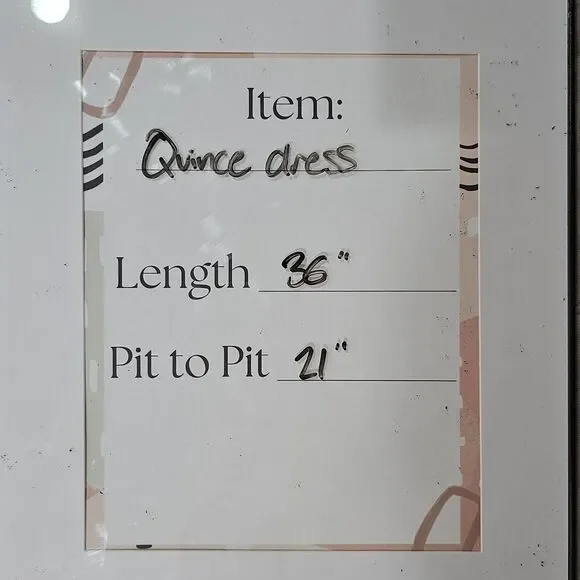 Item:
Quince dress
Length 36"
Pit to Pit 21"